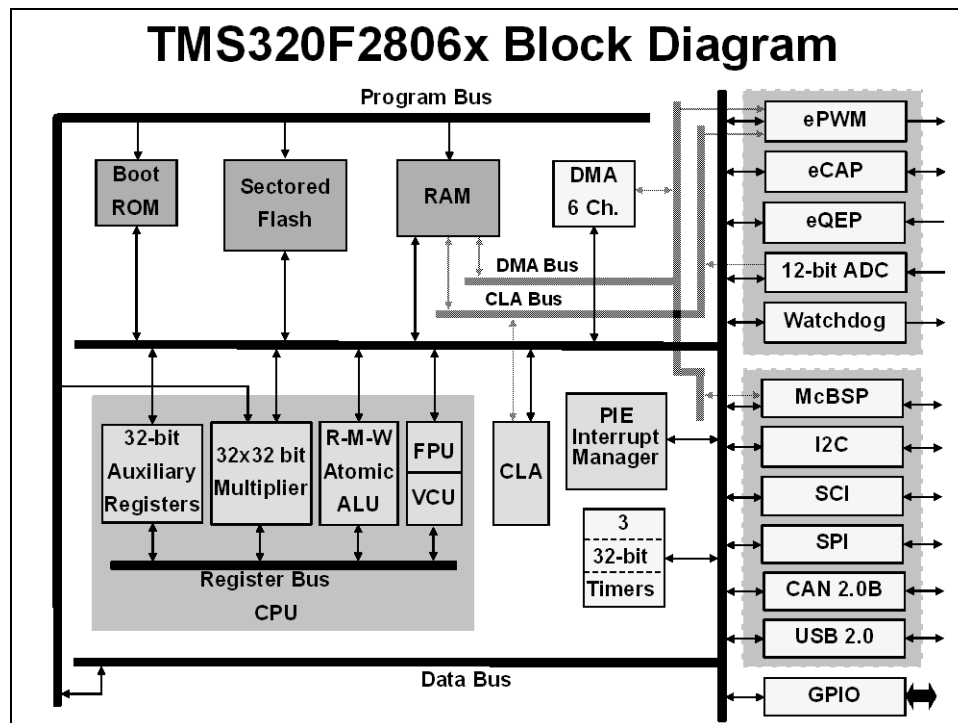 TMS320F2806x Block Diagram
Program Bus
Boot
ROM
Sectored
Flash
RAM
DMA
6 Ch.
DMA Bus
CLA Bus
ePWM
eCAP
eQEP
12-bit ADC
Watchdog
32-bit
Auxiliary
Registers
32x32 bit
Multiplier
R-M-W
Atomic
ALU
FPU
VCU
CLA
PIE
Interrupt
Manager
3
32-bit
Timers
Register Bus
CPU
McBSP
I2C
SCI
SPI
CAN 2.0B
USB 2.0
Data Bus
GPIO